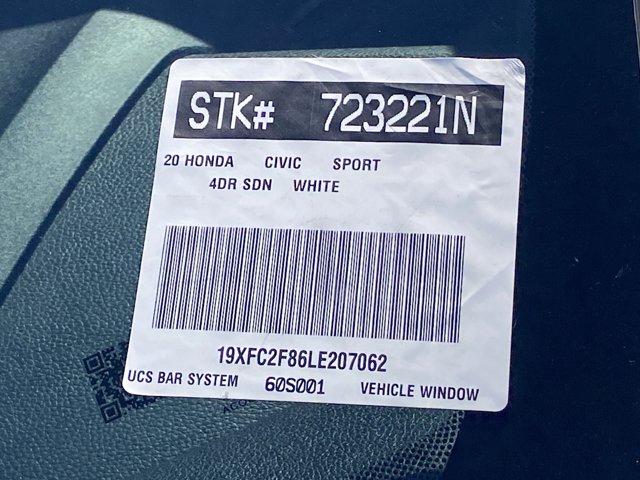 STK# 723221N
20 HONDA CIVIC SPORT
4DR SDN WHITE
19XFC2F86LE207062
UCS BAR SYSTEM 60S001 VEHICLE WINDOW